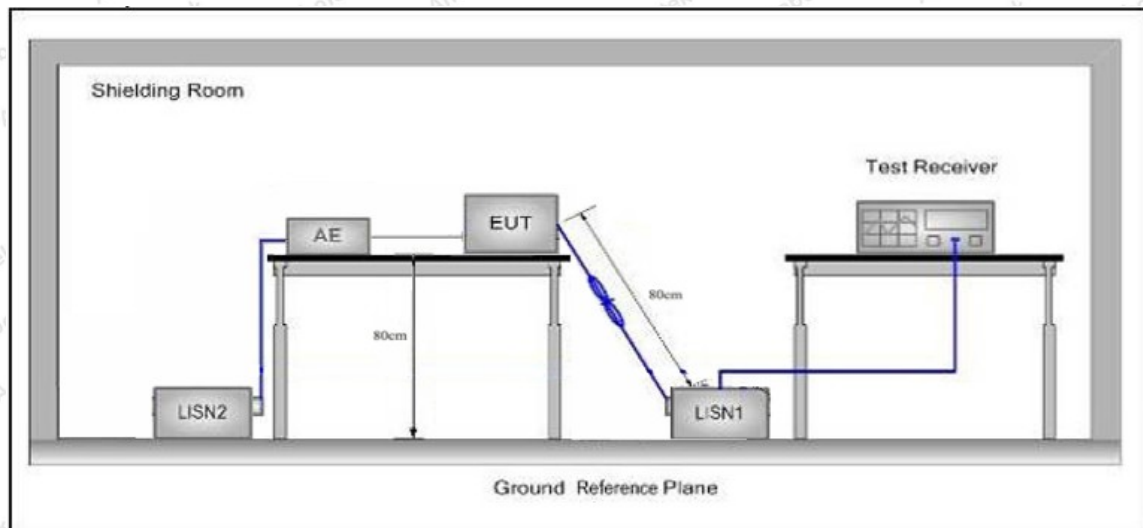 Shielding Room
Test Receiver
AE
EUT
80cm
80cm
LISN2
LISN1
Ground Reference Plane